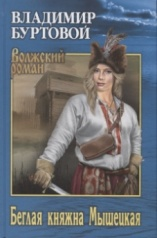 ВЛАДИМИР
БУРТОВОЙ
Волжский
роман
Беглая княжна Мышецкая